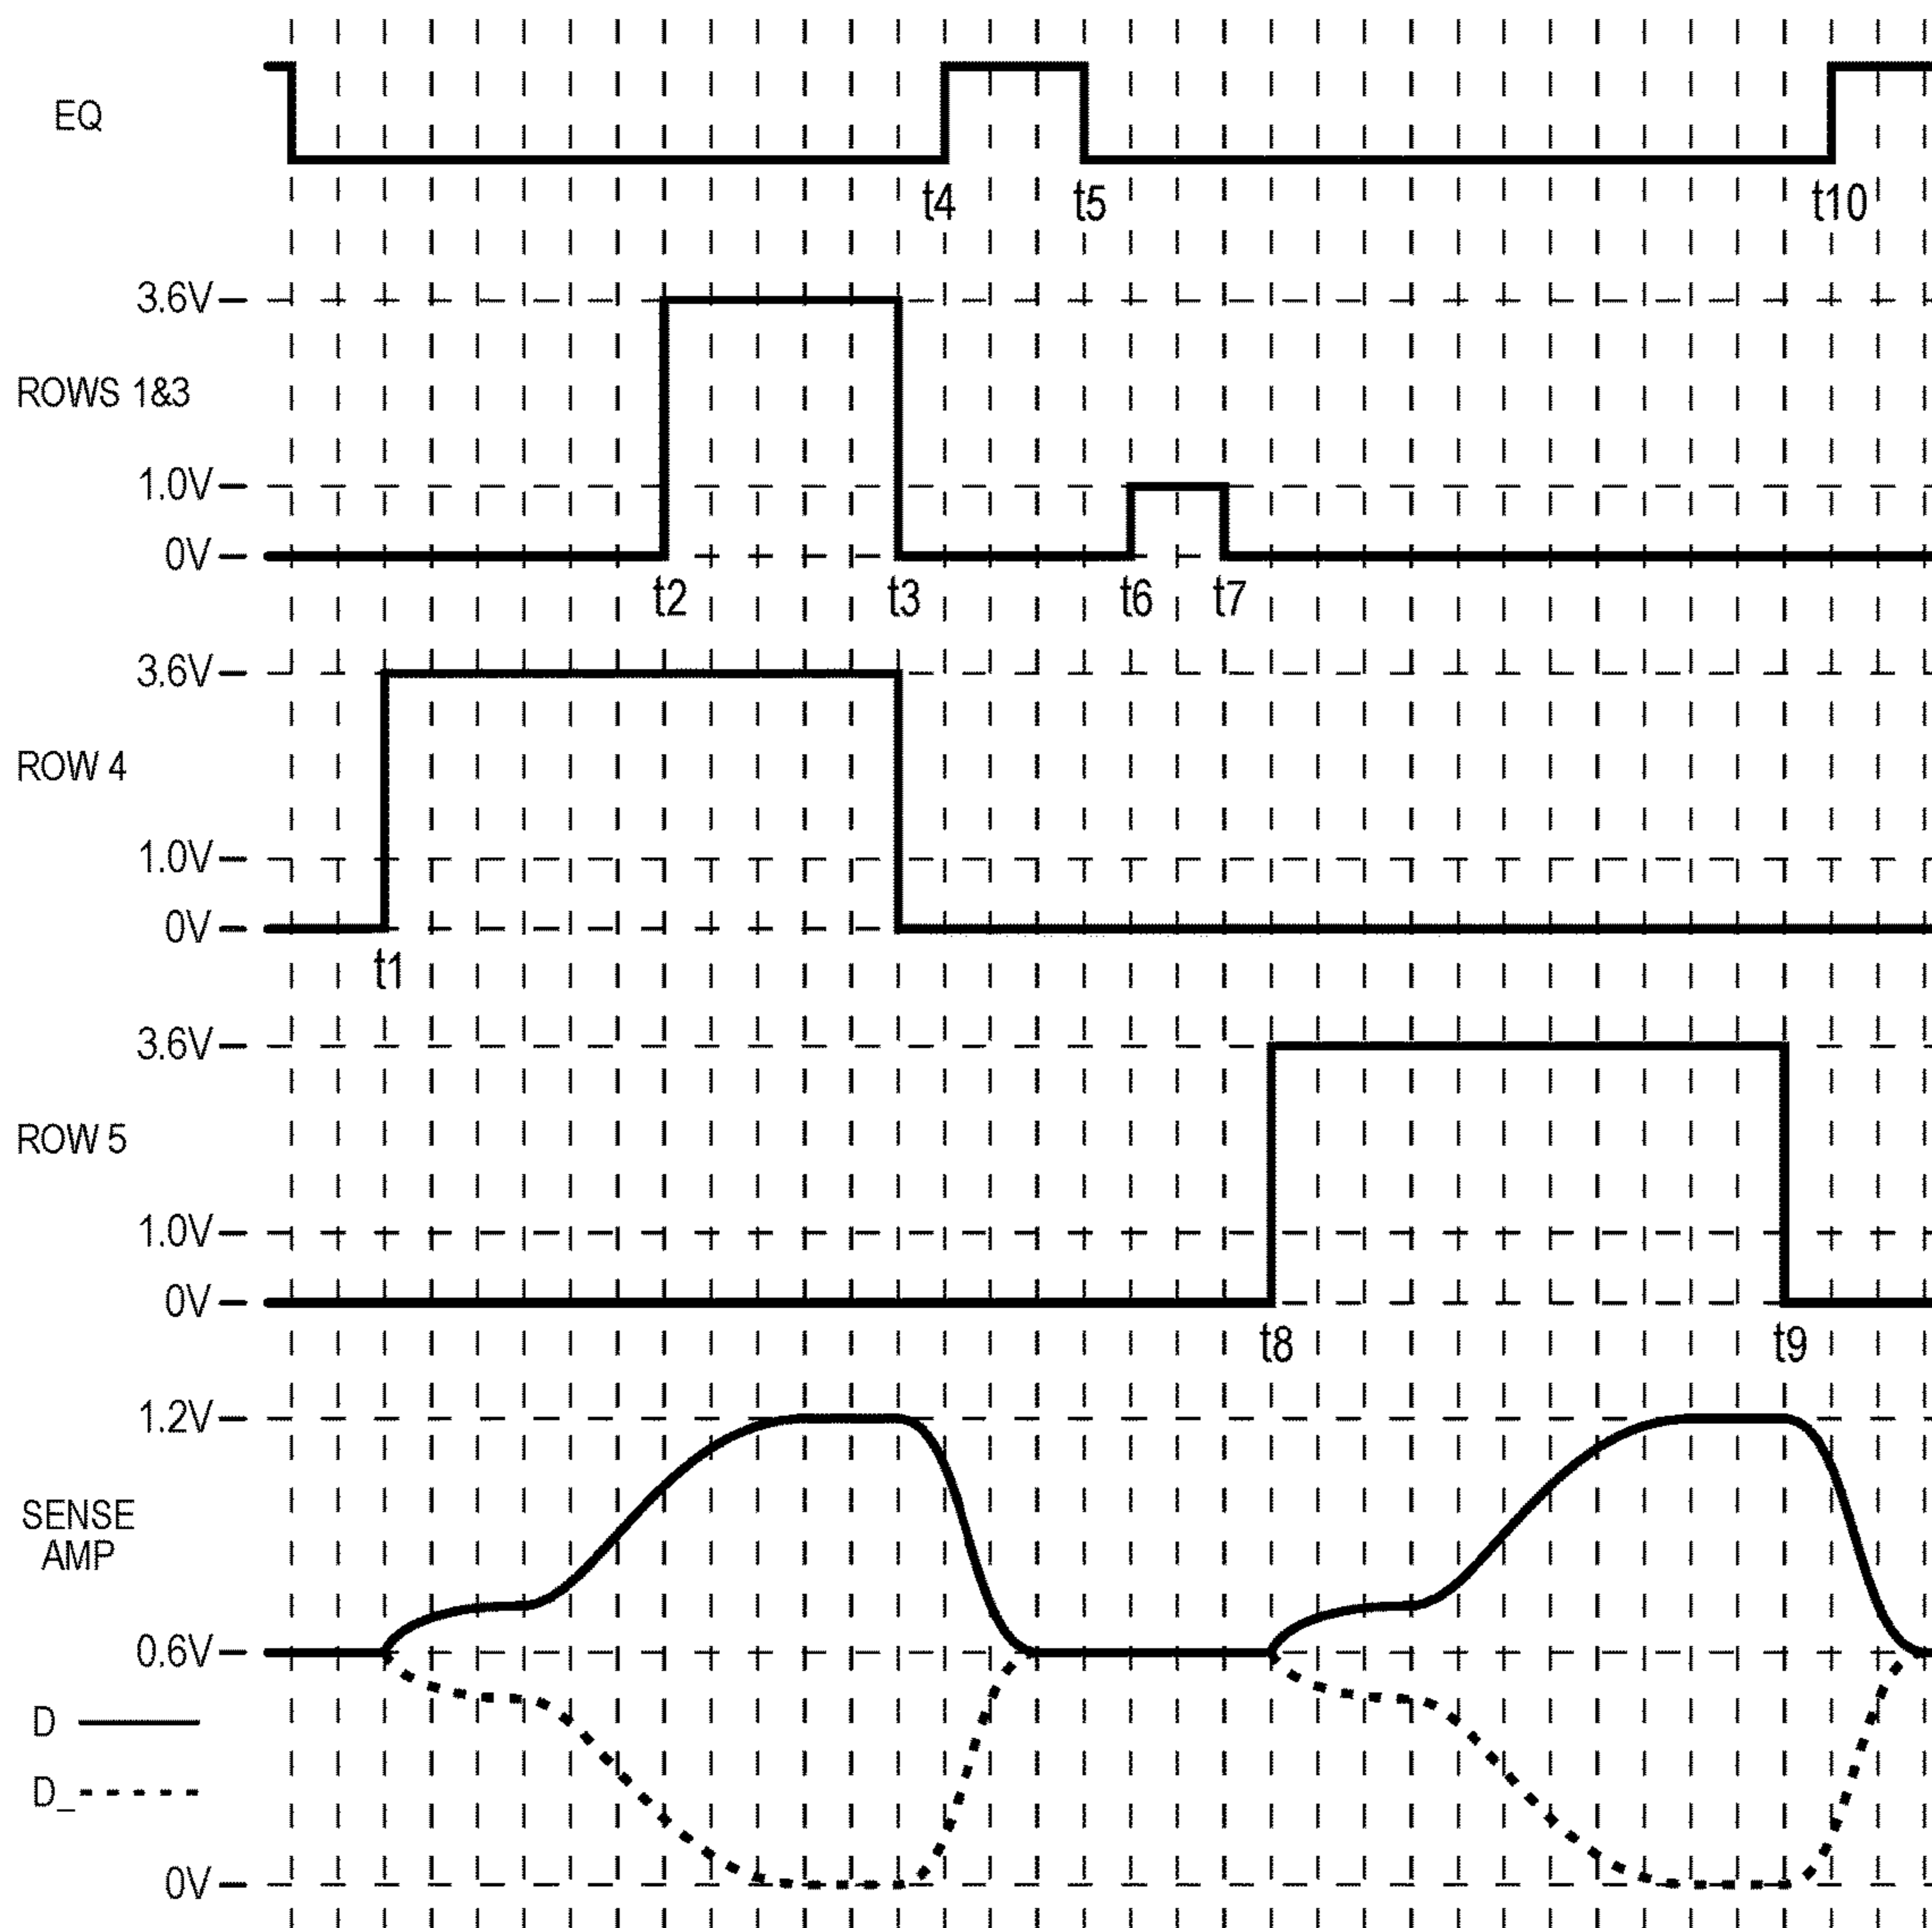 EQ
t4 t5 t10
3.6V
ROWS 1&3
1.0V
0V
t2 t3 t6 t7
3.6V
ROW 4
1.0V
0V
t1
3.6V
ROW 5
1.0V
0V
t8 t9
1.2V
SENSE
AMP
0.6V
D
D_
0V